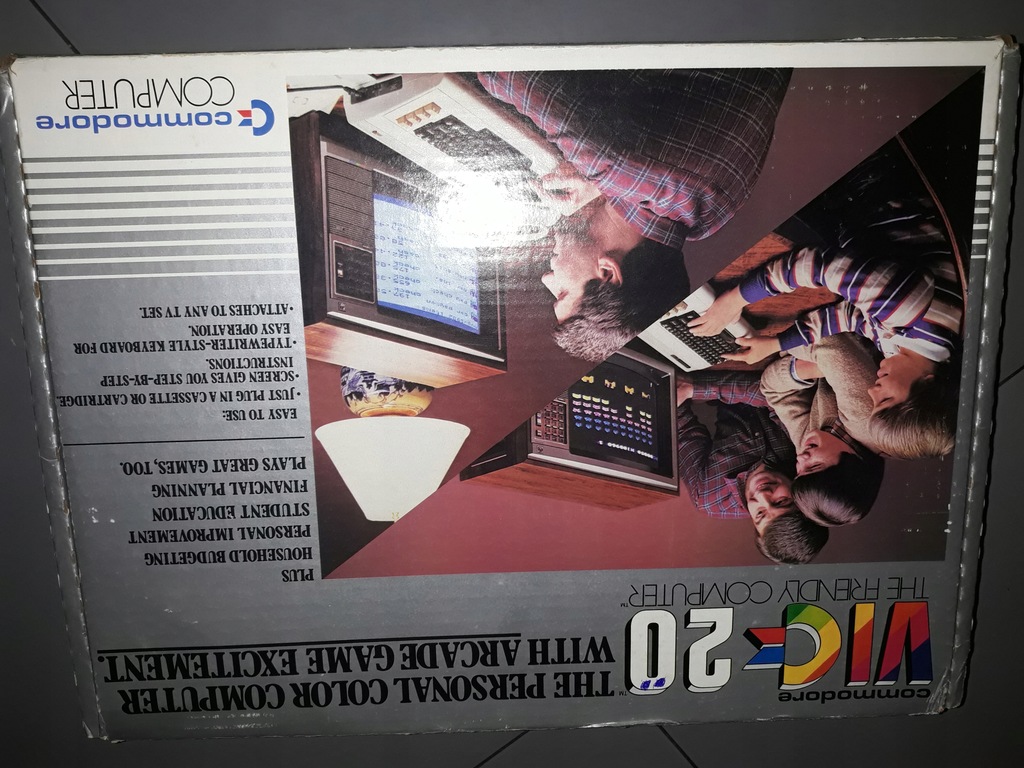 commodore
VIC-20™
THE FRIENDLY COMPUTER™
THE PERSONAL COLOR COMPUTER
WITH ARCADE GAME EXCITEMENT.
PLUS
HOUSEHOLD BUDGETING
PERSONAL IMPROVEMENT
STUDENT EDUCATION
FINANCIAL PLANNING
PLAYS GREAT GAMES, TOO.
EASY TO USE:
•JUST PLUG IN A CASSETTE OR CARTRIDGE.
•SCREEN GIVES YOU STEP-BY-STEP
INSTRUCTIONS.
•TYPEWRITER-STYLE KEYBOARD FOR
EASY OPERATION.
•ATTACHES TO ANY TV SET.
commodore
COMPUTER